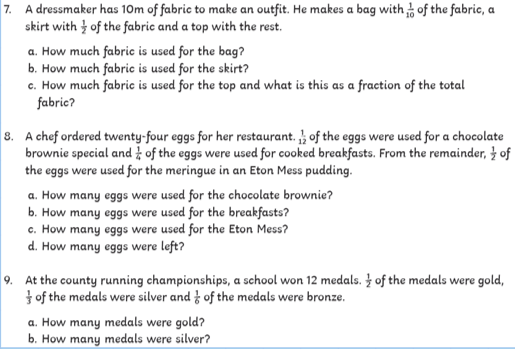 7. A dressmaker has 10m of fabric to make an outfit. He makes a bag with 1/10 of the fabric, a
skirt with 1/2 of the fabric and a top with the rest.
a. How much fabric is used for the bag?
b. How much fabric is used for the skirt?
c. How much fabric is used for the top and what is this as a fraction of the total
fabric?
8. A chef ordered twenty-four eggs for her restaurant. 1/12 of the eggs were used for a chocolate
brownie special and 1/4 of the eggs were used for cooked breakfasts. From the remainder, 1/2 of
the eggs were used for the meringue in an Eton Mess pudding.
a. How many eggs were used for the chocolate brownie?
b. How many eggs were used for the breakfasts?
c. How many eggs were used for the Eton Mess?
d. How many eggs were left?
9. At the county running championships, a school won 12 medals. 1/2 of the medals were gold,
1/3 of the medals were silver and 1/6 of the medals were bronze.
a. How many medals were gold?
b. How many medals were silver?